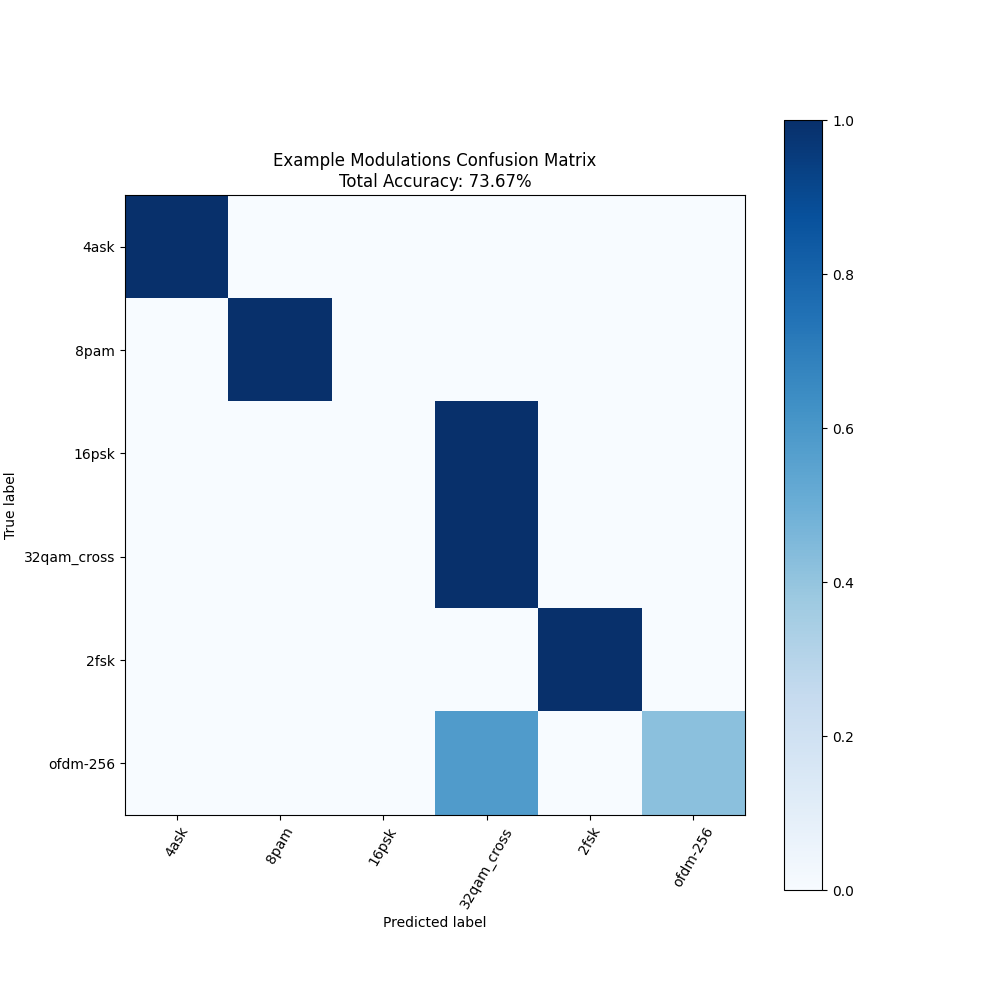 Example Modulations Confusion Matrix
Total Accuracy: 73.67%
True label
4ask
8pam
16psk
32qam_cross
2fsk
ofdm-256
4ask
8pam
16psk
32qam_cross
2fsk
ofdm-256
Predicted label
1.0
0.8
0.6
0.4
0.2
0.0